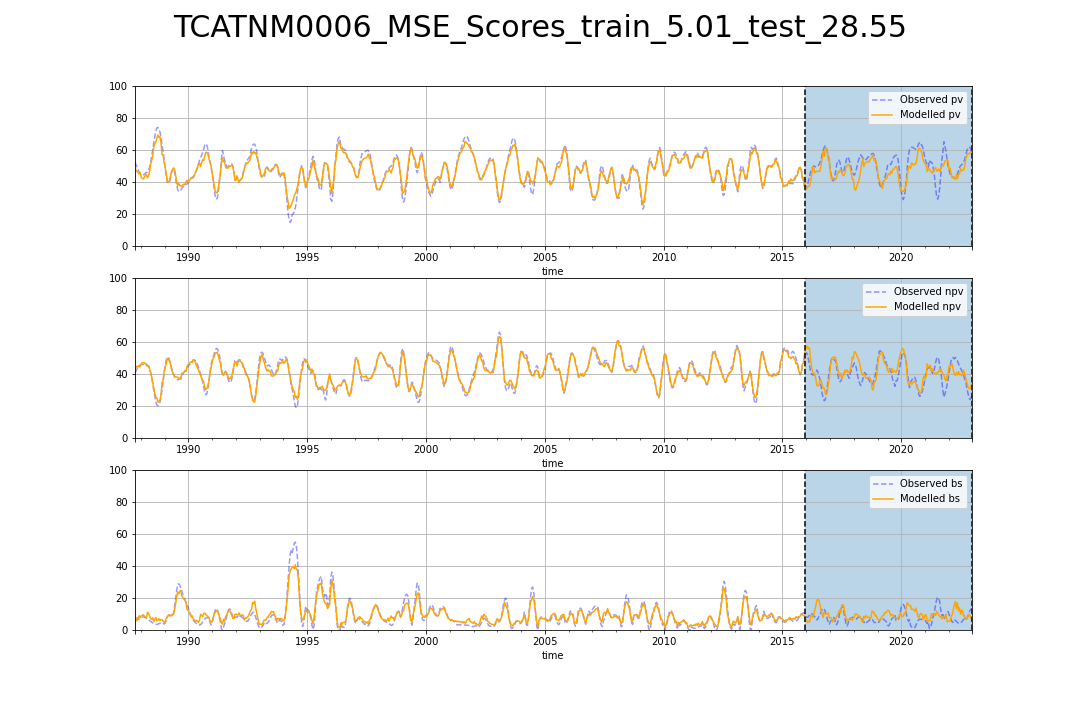 TCATNM0006_MSE_Scores_train_5.01_test_28.55
100
80
60
40
20
0
Observed pv
Modelled pv
1990 1995 2000 2005 2010 2015 2020
time
100
80
60
40
20
0
Observed npv
Modelled npv
1990 1995 2000 2005 2010 2015 2020
time
100
80
60
40
20
0
Observed bs
Modelled bs
1990 1995 2000 2005 2010 2015 2020
time